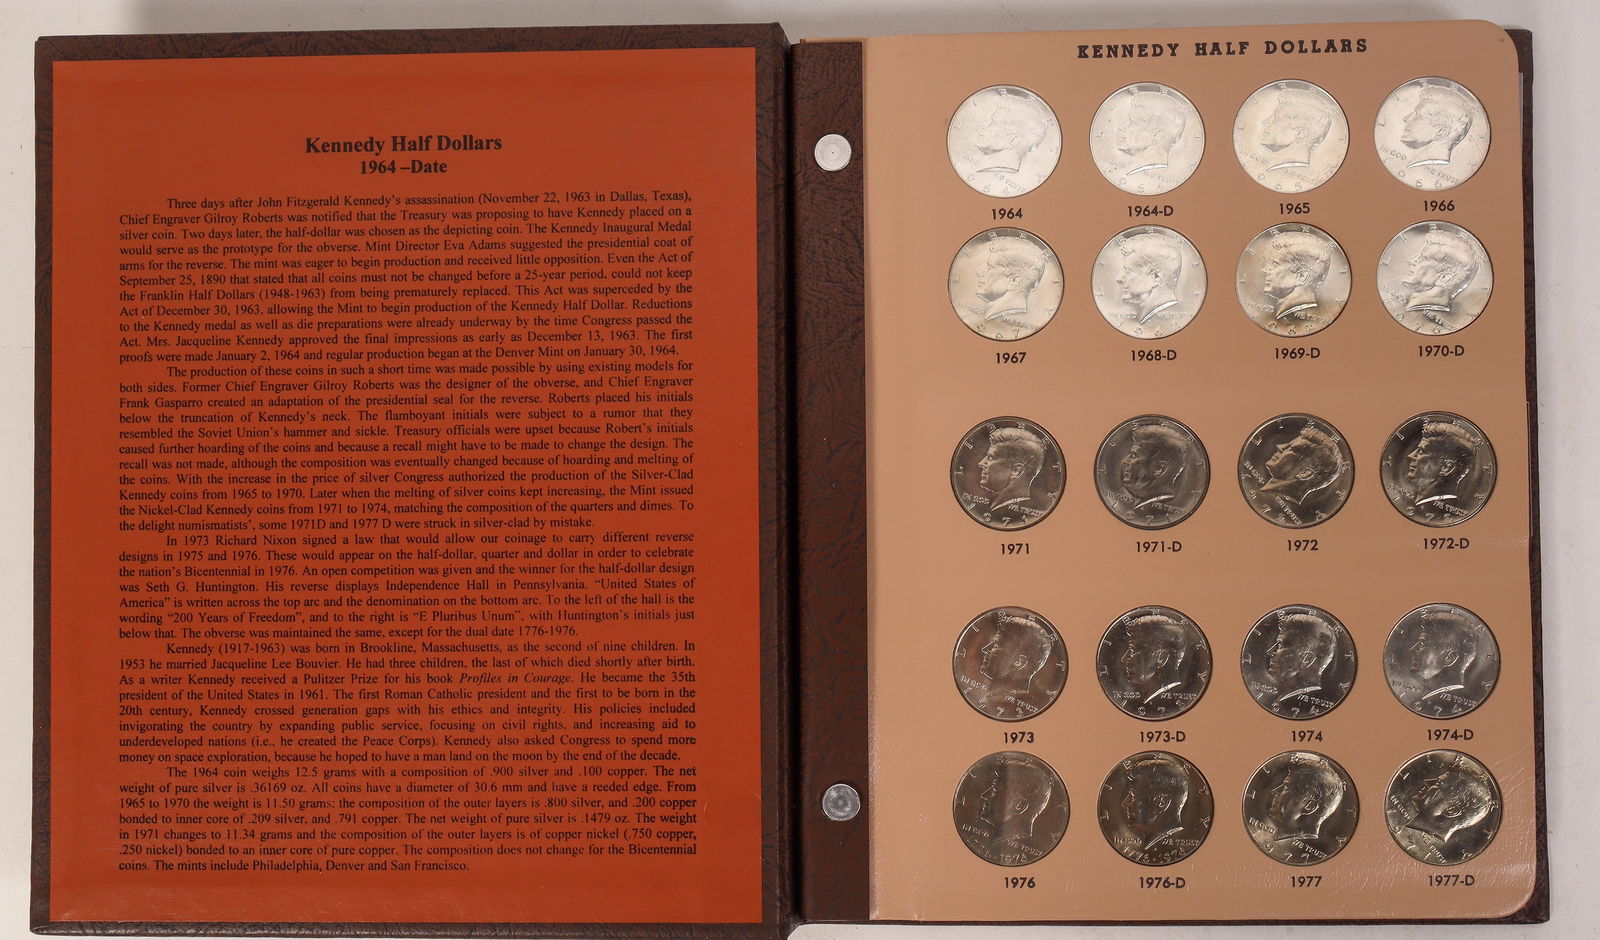 Kennedy Half Dollars
1964 –Date
Three days after John Fitzgerald Kennedy's assassination (November 22, 1963 in Dallas, Texas),
Chief Engraver Gilroy Roberts was notified that the Treasury was proposing to have Kennedy placed on a
silver coin. Two days later, the half-dollar was chosen as the depicting coin. The Kennedy Inaugural Medal
would serve as the prototype for the obverse. Mint Director Eva Adams suggested the presidential coat of
arms for the reverse. The mint was eager to begin production and received little opposition. Even the Act of
September 25, 1890 that stated that all coins must not be changed before a 25-year period, could not keep
the Franklin Half Dollars (1948-1963) from being prematurely replaced. This Act was superceded by the
Act of December 30, 1963, allowing the Mint to begin production of the Kennedy Half Dollar. Reductions
to the Kennedy medal as well as die preparations were already underway by the time Congress passed the
Act. Mrs. Jacqueline Kennedy approved the final impressions as early as December 13, 1963. The first
proofs were made January 2, 1964 and regular production began at the Denver Mint on January 30, 1964.
The production of these coins in such a short time was made possible by using existing models for
both sides. Former Chief Engraver Gilroy Roberts was the designer of the obverse, and Chief Engraver
Frank Gasparro created an adaptation of the presidential seal for the reverse. Roberts placed his initials
below the truncation of Kennedy's neck. The flamboyant initials were subject to a rumor that they
resembled the Soviet Union's hammer and sickle. Treasury officials were upset because Robert's initials
caused further hoarding of the coins and because a recall might have to be made to change the design. The
recall was not made, although the composition was eventually changed because of hoarding and melting of
the coins. With the increase in the price of silver Congress authorized the production of the Silver-Clad
Kennedy coins from 1965 to 1970. Later when the melting of silver coins kept increasing, the Mint issued
the Nickel-Clad Kennedy coins from 1971 to 1974, matching the composition of the quarters and dimes. To
the delight numismatists', some 1971D and 1977 D were struck in silver-clad by mistake.
In 1973 Richard Nixon signed a law that would allow our coinage to carry different reverse
designs in 1975 and 1976. These would appear on the half-dollar, quarter and dollar in order to celebrate
the nation's Bicentennial in 1976. An open competition was given and the winner for the half-dollar design
was Seth G. Huntington. His reverse displays Independence Hall in Pennsylvania. “United States of
America” is written across the top arc and the denomination on the bottom arc. To the left of the hall is the
wording “200 Years of Freedom”, and to the right is “E Pluribus Unum”, with Huntington's initials just
below that. The obverse was maintained the same, except for the dual date 1776-1976.
Kennedy (1917-1963) was born in Brookline, Massachusetts, as the second of nine children. In
1953 he married Jacqueline Lee Bouvier. He had three children, the last of which died shortly after birth.
As a writer Kennedy received a Pulitzer Prize for his book Profiles in Courage. He became the 35th
president of the United States in 1961. The first Roman Catholic president and the first to be born in the
20th century, Kennedy crossed generation gaps with his ethics and integrity. His policies included
invigorating the country by expanding public service, focusing on civil rights, and increasing aid to
underdeveloped nations (i.e., he created the Peace Corps). Kennedy also asked Congress to spend more
money on space exploration, because he hoped to have a man land on the moon by the end of the decade.
The 1964 coin weighs 12.5 grams with a composition of .900 silver and .100 copper. The net
weight of pure silver is .36169 oz. All coins have a diameter of 30.6 mm and have a reeded edge. From
1965 to 1970 the weight is 11.50 grams; the composition of the outer layers is .800 silver, and .200 copper
bonded to inner core of .209 silver, and .791 copper. The net weight of pure silver is .1479 oz. The weight
in 1971 changes to 11.34 grams and the composition of the outer layers is of copper nickel (.750 copper,
.250 nickel) bonded to an inner core of pure copper. The composition does not change for the Bicentennial
coins. The mints include Philadelphia, Denver and San Francisco.
KENNEDY HALF DOLLARS
1964 1964-D 1965 1966
1967 1968-D 1969-D 1970-D
1971 1971-D 1972 1972-D
1973 1973-D 1974 1974-D
1976 1976-D 1977 1977-D